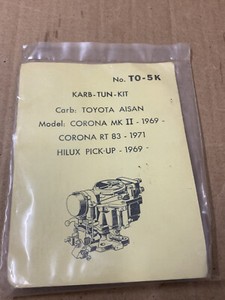 No. TO-5K
KARB-TUN-KIT
Carb: TOYOTA AISAN
Model: CORONA MK II - 1969 -
CORONA RT 83 - 1971
HILUX PICK-UP - 1969